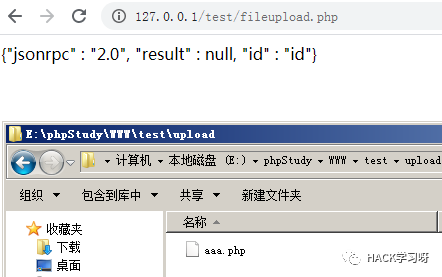 127.0.0.1/test/fileupload.php
{"jsonrpc" : "2.0", "result" : null, "id" : "id"}
E:\phpStudy\WWW\test\upload
计算机 本地磁盘 (E:) phpStudy WWW test upload
组织 包含到库中 共享 新建文件夹
收藏夹
下载
桌面
名称
aaa.php
HACK学习呀